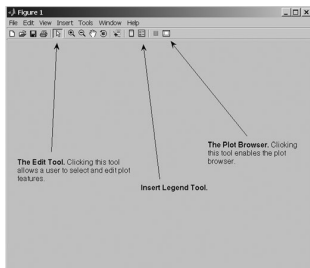 Figure 1
File Edit View Insert Tools Window Help
The Edit Tool. Clicking this tool
allows a user to select and edit plot
features.
Insert Legend Tool.
The Plot Browser. Clicking
this tool enables the plot
browser.